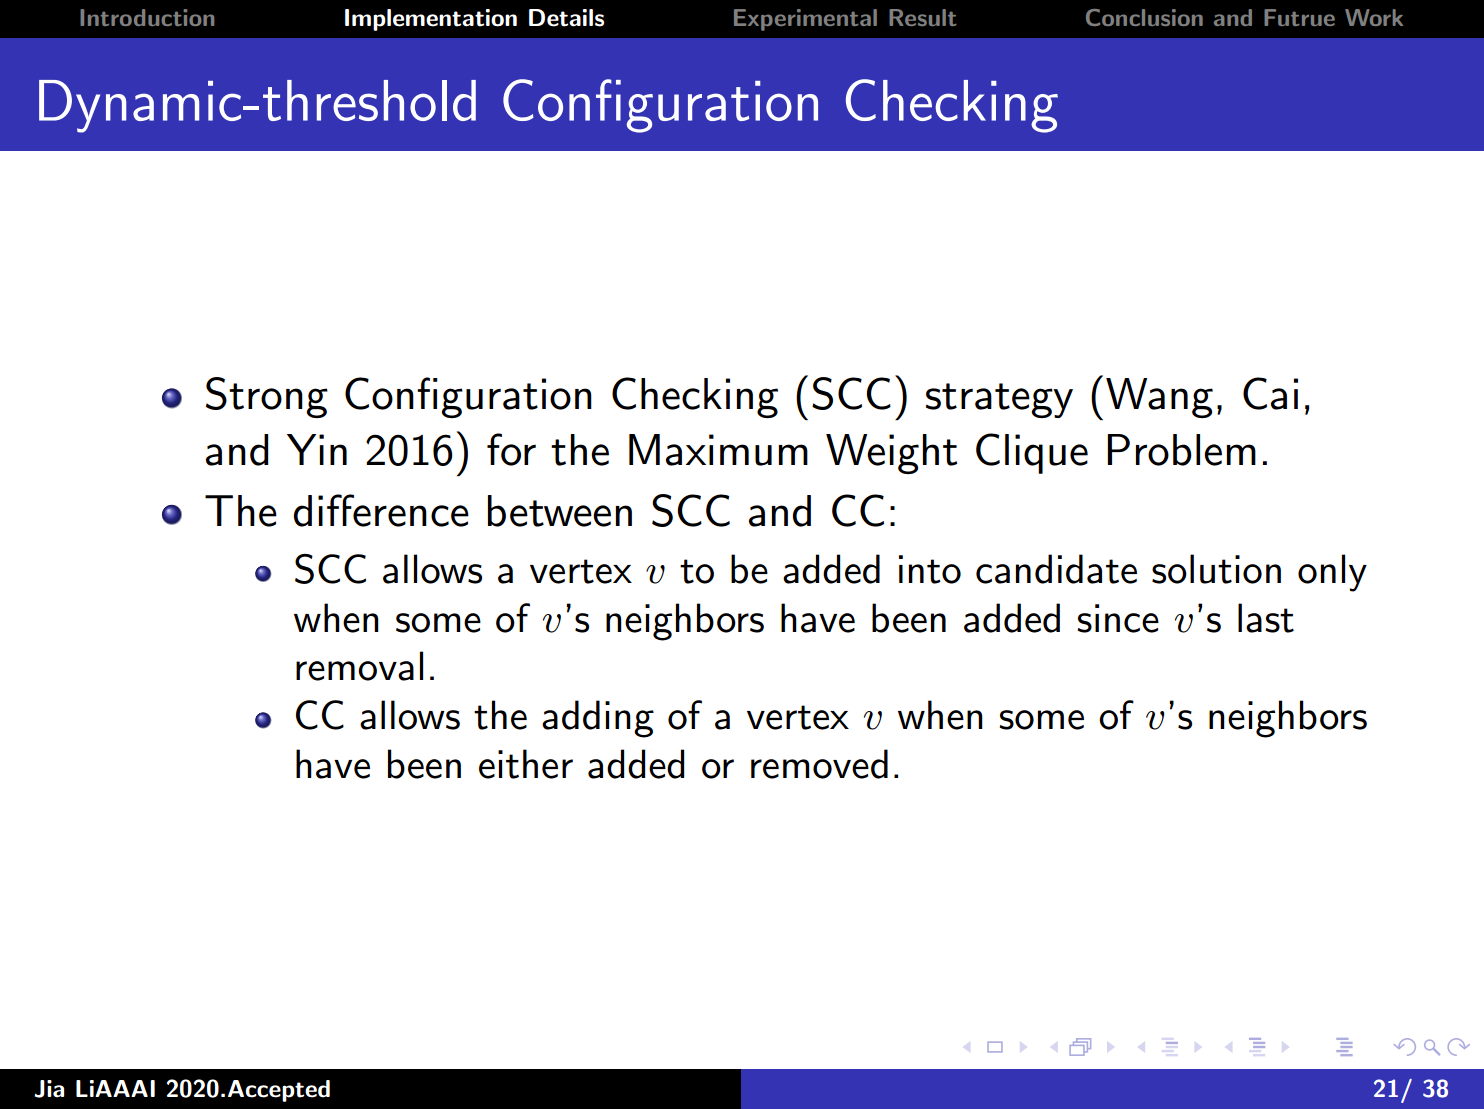 Introduction Implementation Details Experimental Result Conclusion and Futrue Work
Dynamic-threshold Configuration Checking
Strong Configuration Checking (SCC) strategy (Wang, Cai,
and Yin 2016) for the Maximum Weight Clique Problem.
The difference between SCC and CC:
SCC allows a vertex v to be added into candidate solution only
when some of v's neighbors have been added since v's last
removal.
CC allows the adding of a vertex v when some of v's neighbors
have been either added or removed.
Jia LiAAAI 2020.Accepted 21/ 38